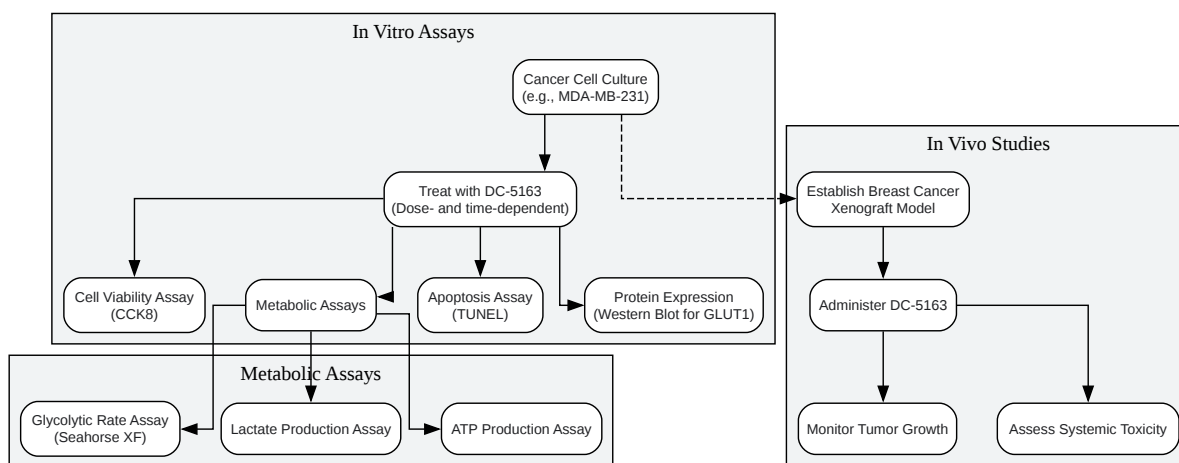 In Vitro Assays
Cancer Cell Culture
(e.g., MDA-MB-231)
Treat with DC-5163
(Dose- and time-dependent)
Cell Viability Assay
(CCK8)
Metabolic Assays
Apoptosis Assay
(TUNEL)
Protein Expression
(Western Blot for GLUT1)
Metabolic Assays
Glycolytic Rate Assay
(Seahorse XF)
Lactate Production Assay
ATP Production Assay
In Vivo Studies
Establish Breast Cancer
Xenograft Model
Administer DC-5163
Monitor Tumor Growth
Assess Systemic Toxicity